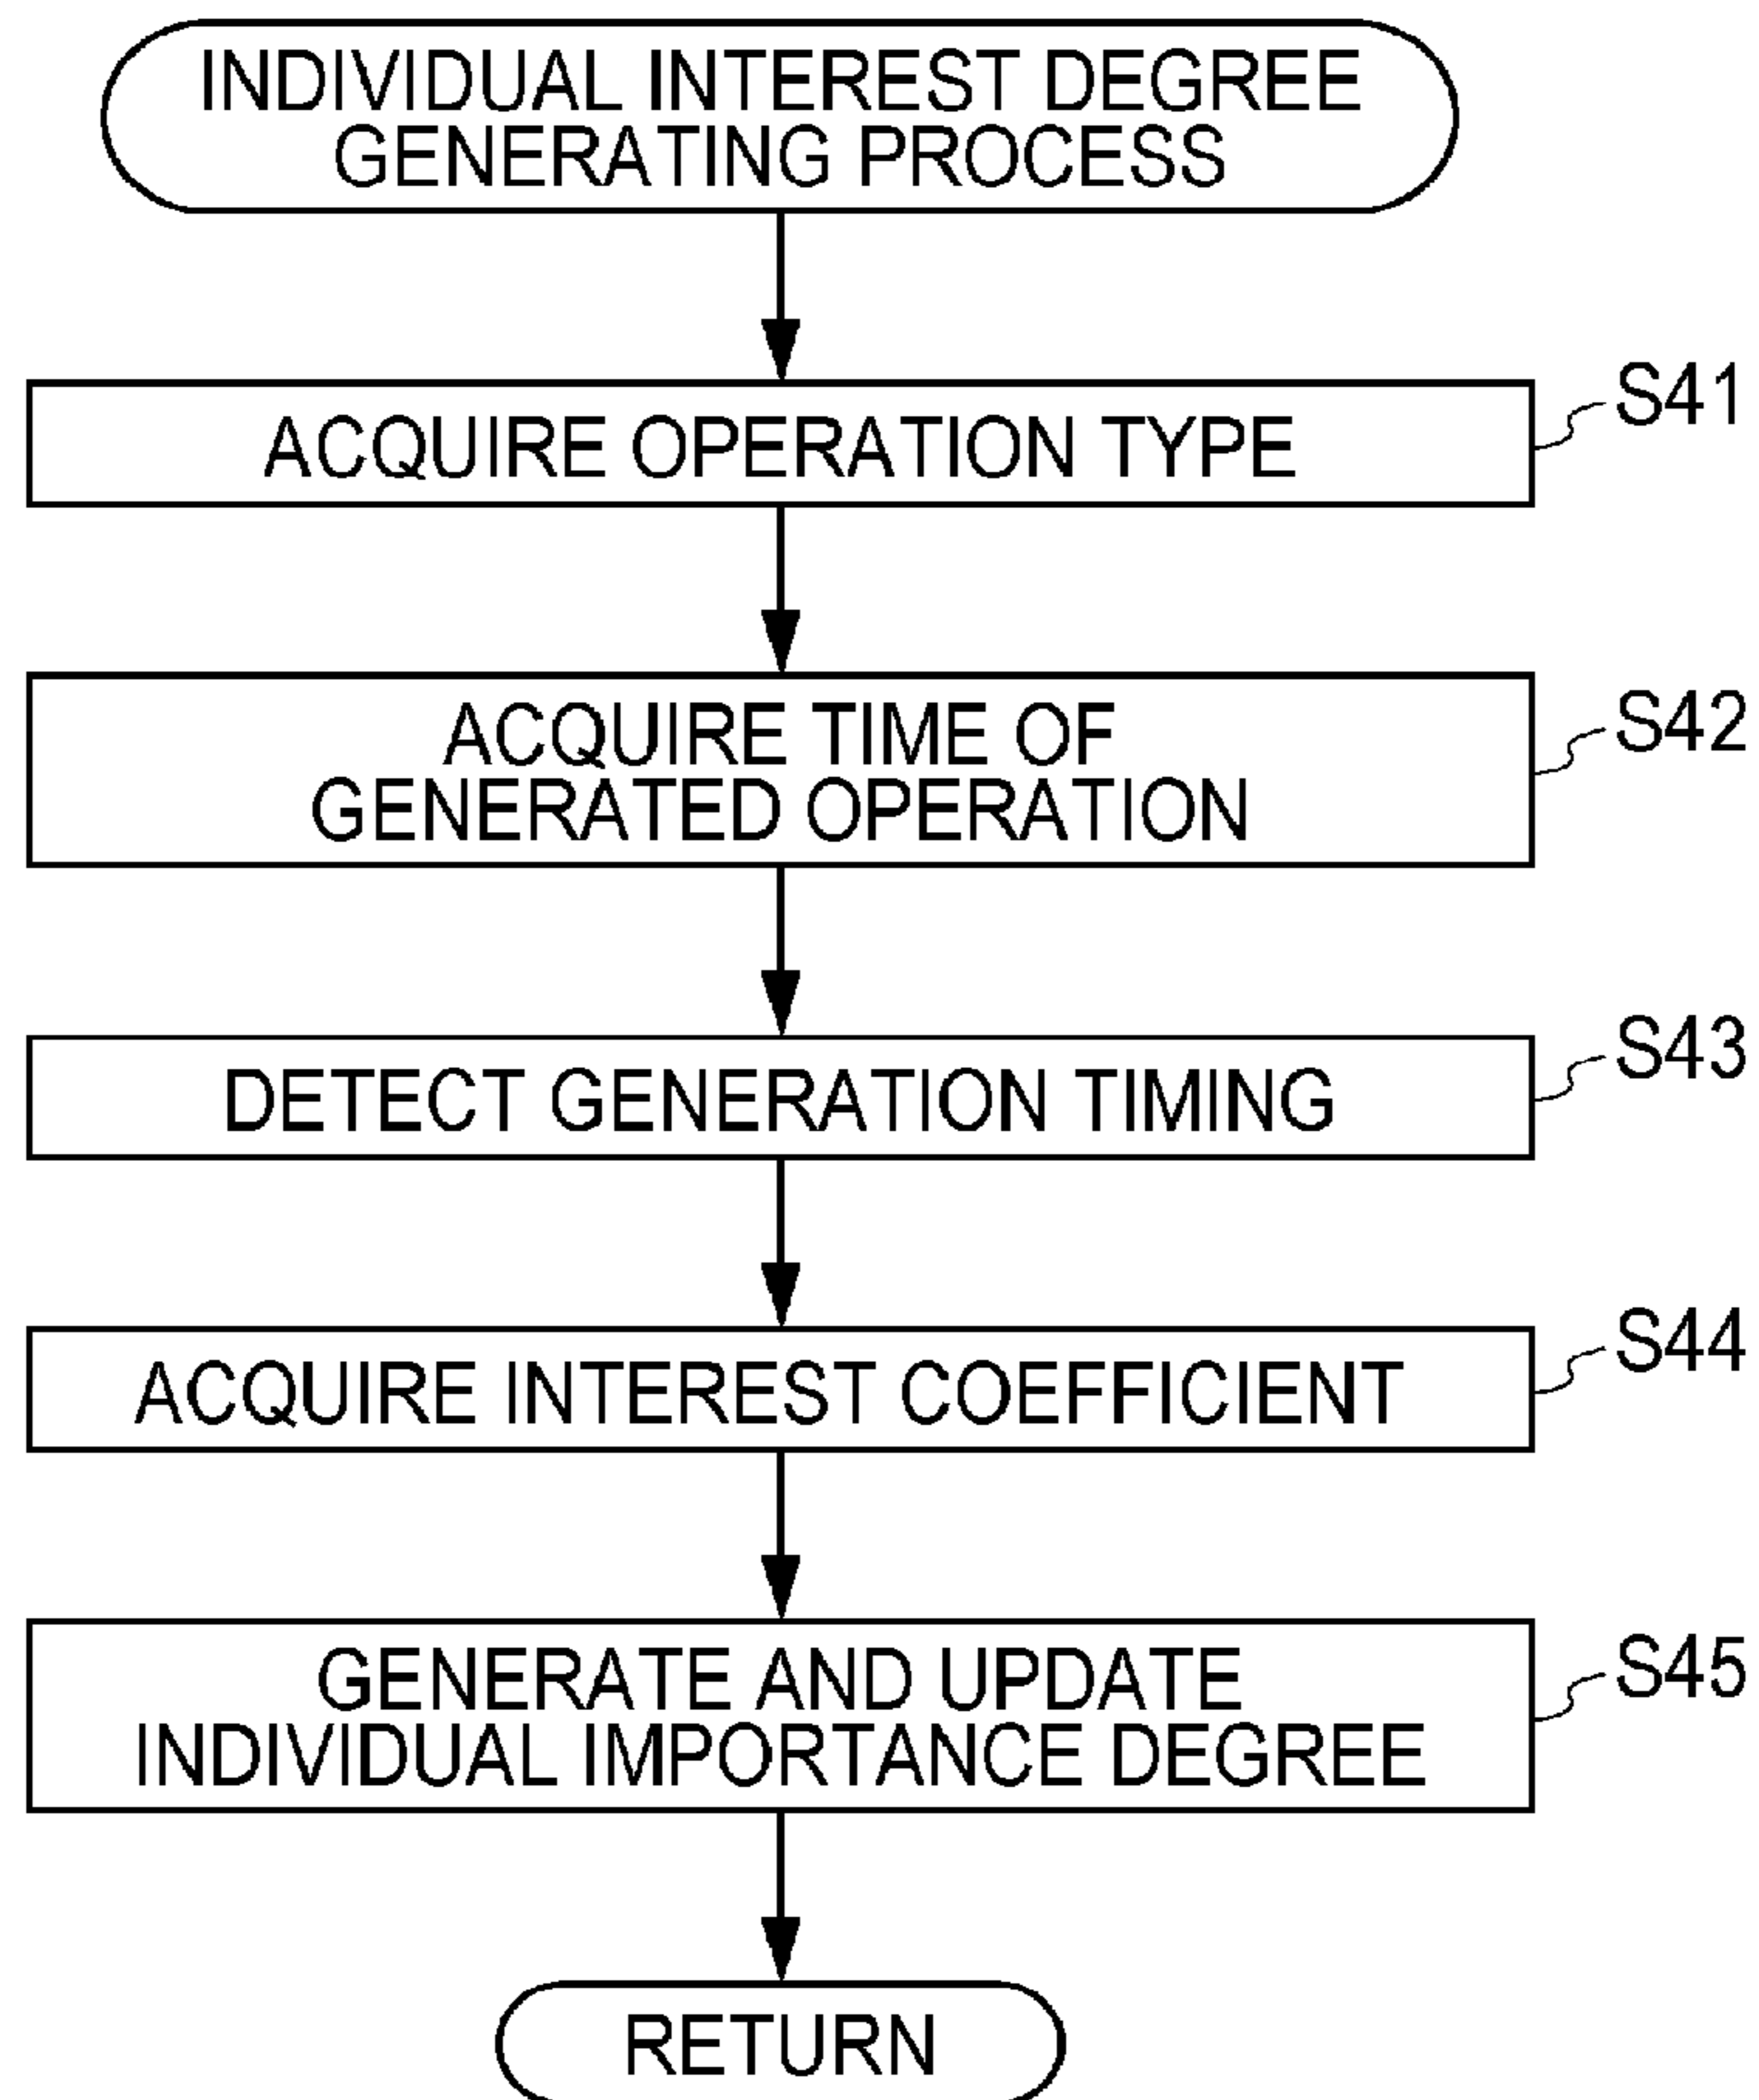 INDIVIDUAL INTEREST DEGREE
GENERATING PROCESS
ACQUIRE OPERATION TYPE
S41
ACQUIRE TIME OF
GENERATED OPERATION
S42
DETECT GENERATION TIMING
S43
ACQUIRE INTEREST COEFFICIENT
S44
GENERATE AND UPDATE
INDIVIDUAL IMPORTANCE DEGREE
S45
RETURN